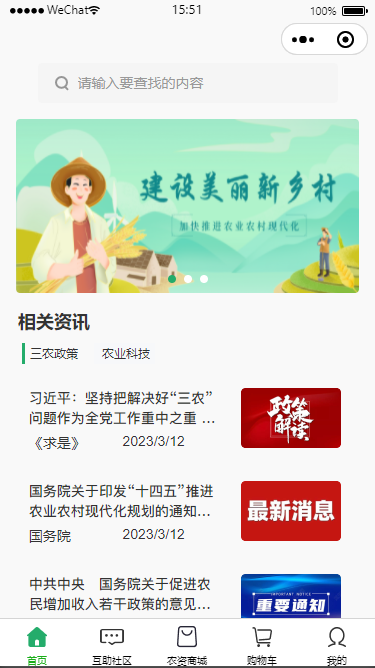 WeChat 15:51 100%
请输入要查找的内容
建设美丽新乡村
加快推进农业农村现代化
相关资讯
三农政策 农业科技
习近平：坚持把解决好“三农”
问题作为全党工作重中之重 ...
《求是》 2023/3/12
政策
解读
国务院关于印发“十四五”推进
农业农村现代化规划的通知...
国务院 2023/3/12
最新消息
中共中央 国务院关于促进农
民增加收入若干政策的意见...
IMPORTANT NOTICE
重要通知
首页 互助社区 农资商城 购物车 我的